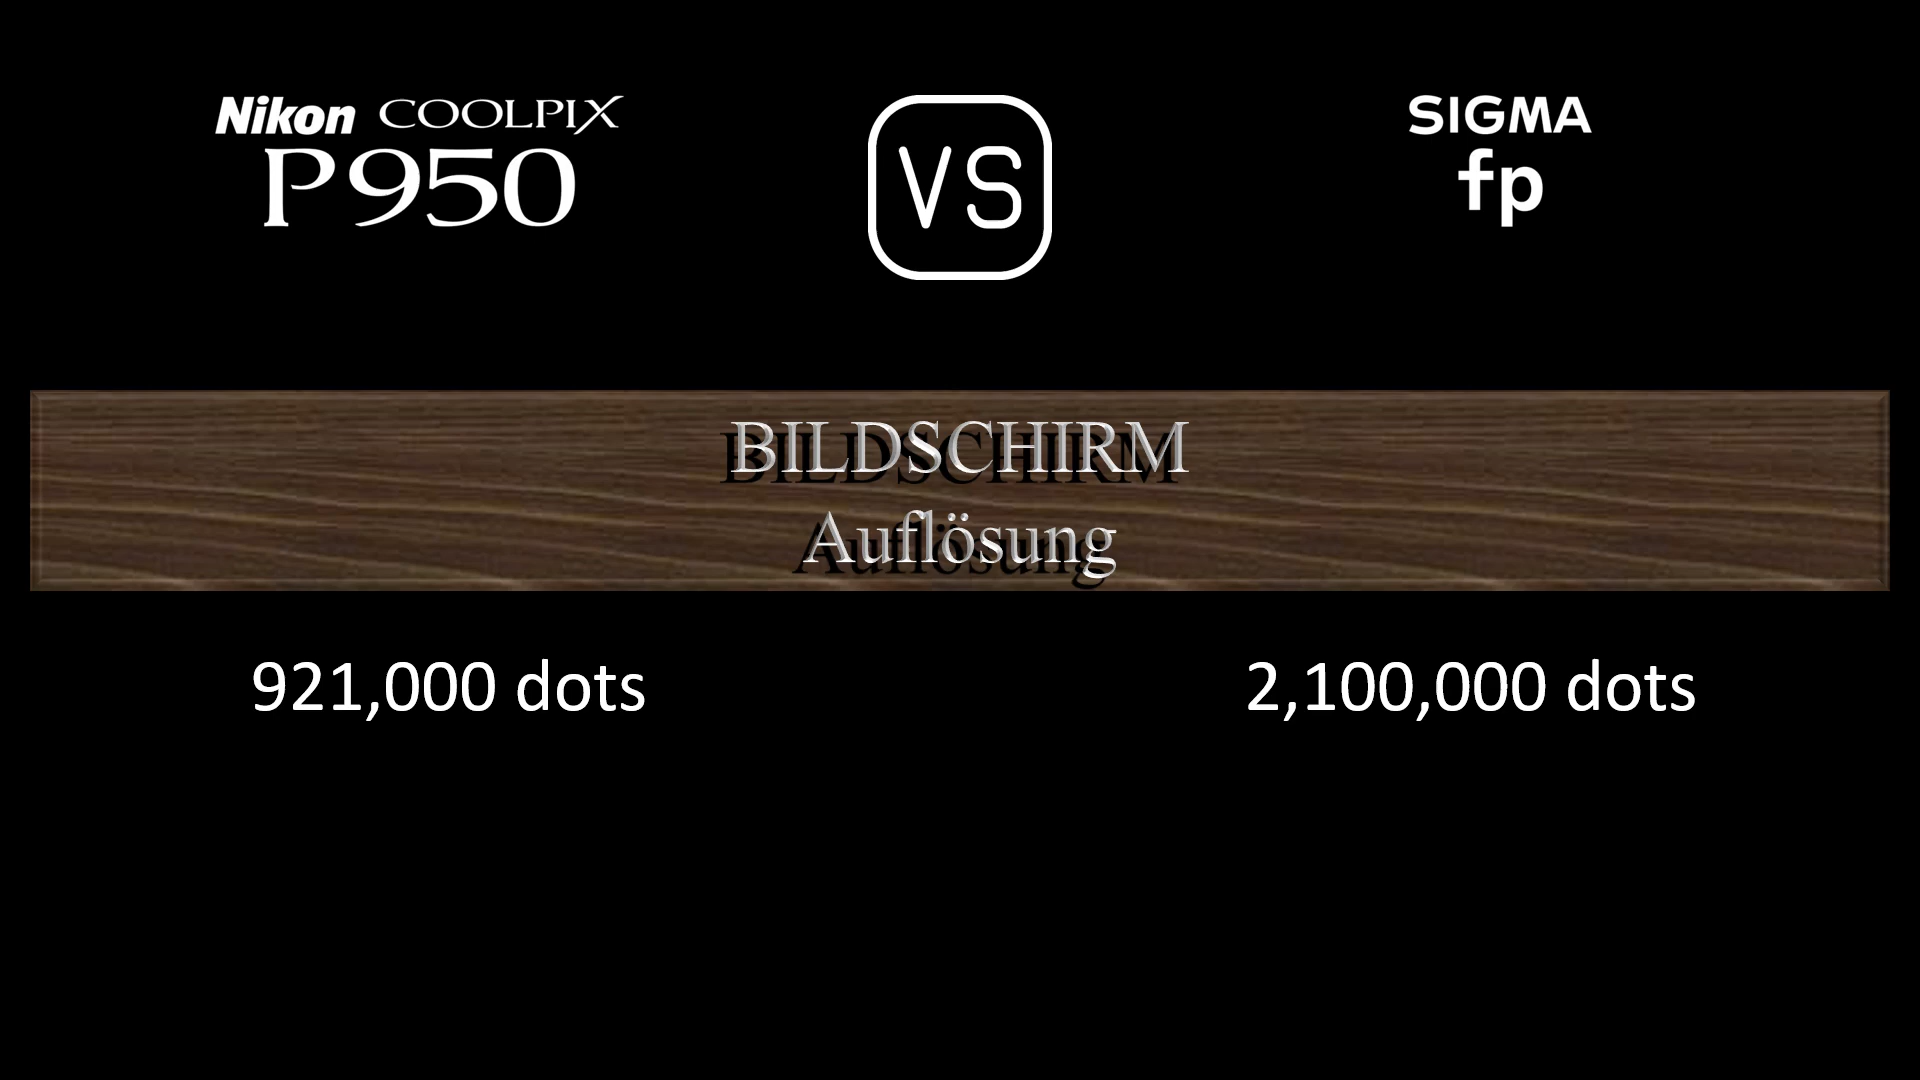 Nikon COOLPIX
P950
VS
SIGMA
fp
BILDSCHIRM
Auflösung
921,000 dots
2,100,000 dots